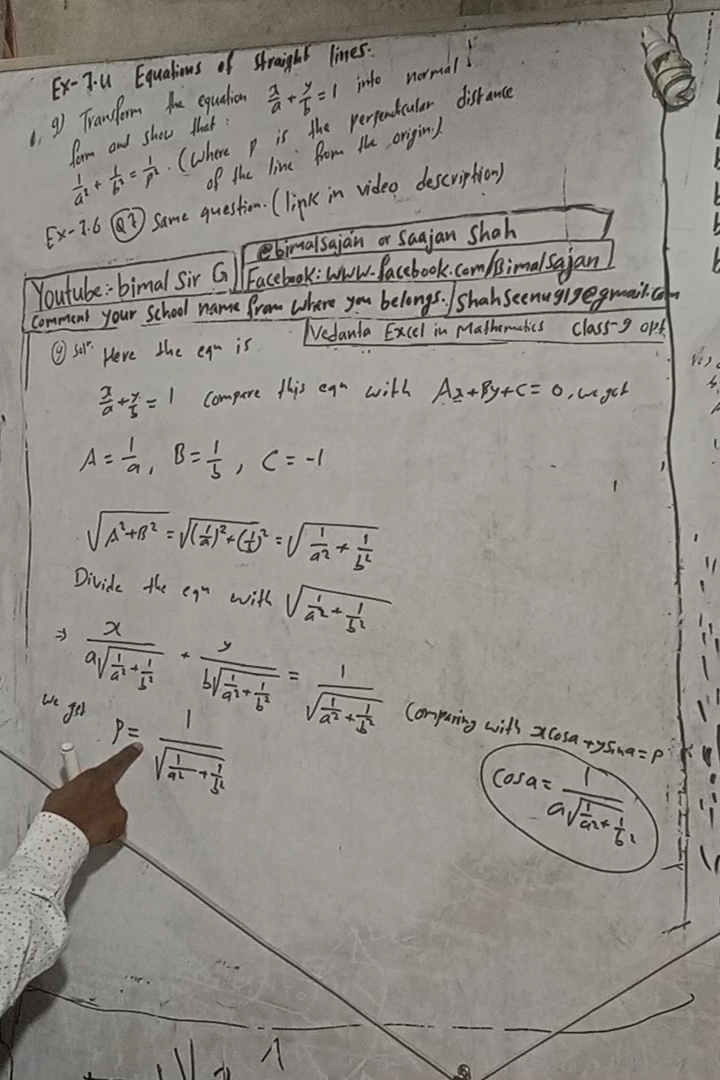 Ex-7.4 Equations of straight lines.
6. g) Transform the equation x/a + y/b = 1 into normal
form and show that:
1/a² + 1/b² = 1/p². (where p is the perpendicular distance
of the line from the origin.)
Ex-7.6 Q7 Same question. (link in video description)
@bimalsajan or Saajan Shah
Youtube:- bimal Sir G
Facebook: www.facebook.com/Bimalsajan
Comment your school name from where you belongs. / shahseenu919@gmail.com
Vedanta Excel in Mathematics Class-9 opt
g) Solⁿ. Here the eqn is
x/a + y/b = 1 Compare this eqn with Ax+By+C = 0, we get
A = 1/a, B = 1/b, C = -1
√(A²+B²) = √((1/a)²+(1/b)²) = √(1/a² + 1/b²)
Divide the eqn with √(1/a² + 1/b²)
⇒ x/(a√(1/a² + 1/b²)) + y/(b√(1/a² + 1/b²)) = 1/√(1/a² + 1/b²)
Comparing with xcosα + ysinα = p
we get
P = 1/√(1/a² + 1/b²)
cosα = 1/(a√(1/a² + 1/b²))